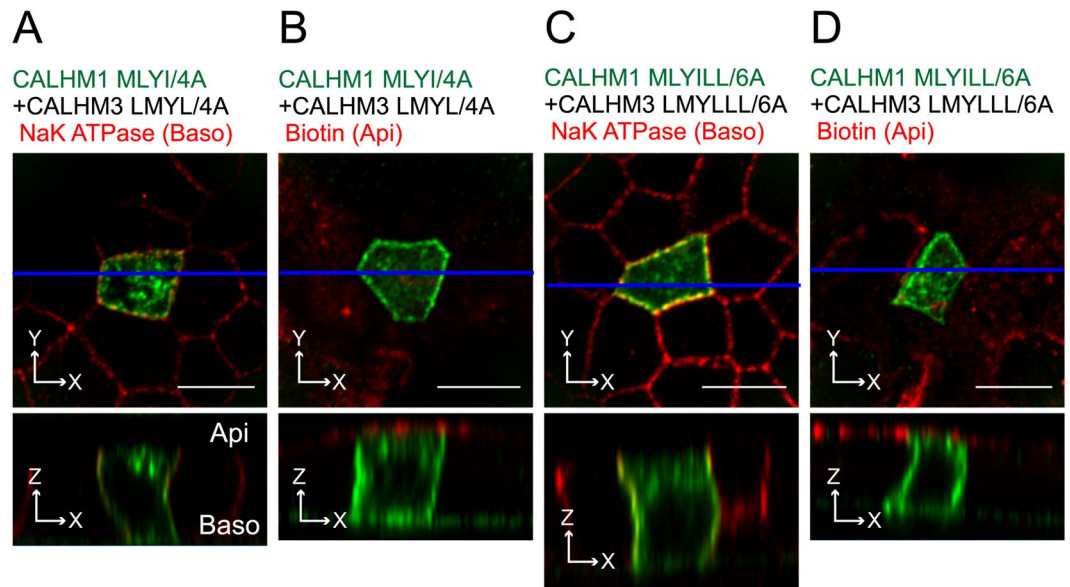 A
CALHM1 MLYI/4A
+CALHM3 LMYL/4A
NaK ATPase (Baso)
B
CALHM1 MLYI/4A
+CALHM3 LMYL/4A
Biotin (Api)
C
CALHM1 MLYILL/6A
+CALHM3 LMYLLL/6A
NaK ATPase (Baso)
D
CALHM1 MLYILL/6A
+CALHM3 LMYLLL/6A
Biotin (Api)
Y
X
Y
X
Y
X
Y
X
Api
Z
X
Baso
Z
X
Z
X
Z
X